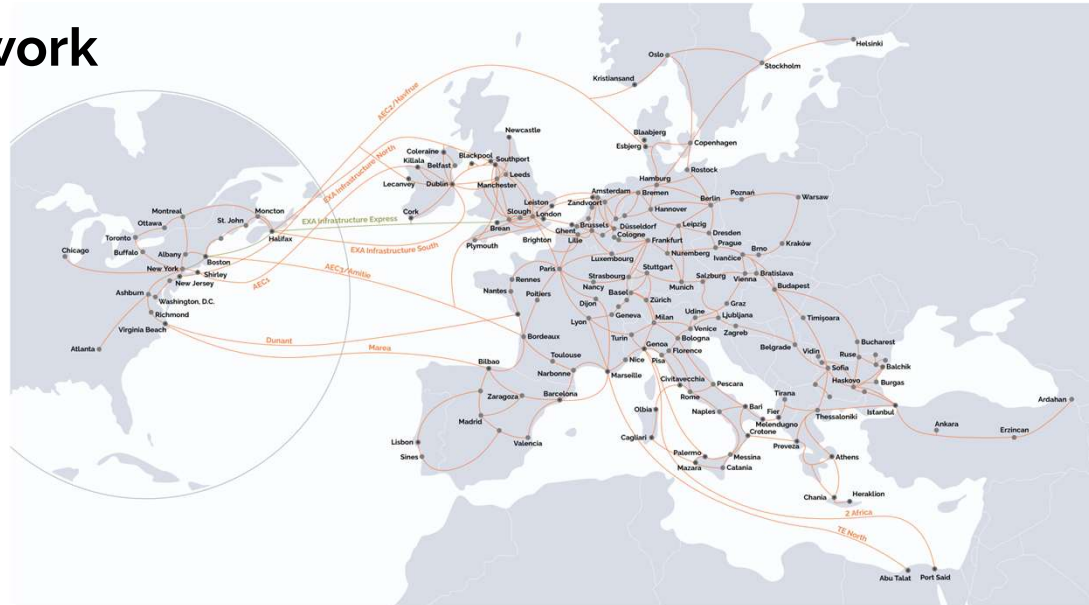 work
Helsinki
Oslo
Stockholm
Kristiansand
AEC2/Havfrue
Newcastle
Blaabjerg
Esbjerg
Copenhagen
Coleraine
Killala
Belfast
Blackpool
Southport
EXA Infrastructure North
Leeds
Rostock
Lecanvey
Dublin
Manchester
Hamburg
Amsterdam
Bremen
Poznań
Warsaw
Berlin
Montreal
Moncton
St. John
Ottawa
Cork
EXA Infrastructure Express
Leiston
Zandvoort
Slough
London
Hannover
Toronto
Halifax
Brean
Ghent
Brussels
Düsseldorf
Cologne
Leipzig
Dresden
Chicago
Buffalo
Albany
Boston
EXA Infrastructure South
Plymouth
Brighton
Lille
Frankfurt
Prague
Brno
Kraków
Luxembourg
Nuremberg
Ivančice
New York
Shirley
New Jersey
AEC1
AEC3/Amitie
Paris
Stuttgart
Strasbourg
Nancy
Munich
Salzburg
Vienna
Bratislava
Budapest
Rennes
Nantes
Poitiers
Basel
Zürich
Ashburn
Washington, D.C.
Richmond
Virginia Beach
Dijon
Geneva
Lyon
Graz
Udine
Ljubljana
Milan
Venice
Zagreb
Timişoara
Atlanta
Dunant
Marea
Bordeaux
Turin
Genoa
Bologna
Florence
Pisa
Belgrade
Vidin
Bucharest
Ruse
Balchik
Sofia
Bilbao
Toulouse
Narbonne
Nice
Marseille
Haskovo
Burgas
Zaragoza
Barcelona
Civitavecchia
Rome
Pescara
Tirana
Madrid
Olbia
Naples
Bari
Fier
Melendugno
Thessaloniki
Istanbul
Ardahan
Ankara
Erzincan
Lisbon
Sines
Valencia
Cagliari
Crotone
Preveza
Palermo
Mazara
Messina
Catania
Athens
Chania
Heraklion
2 Africa
TE North
Abu Talat
Port Said